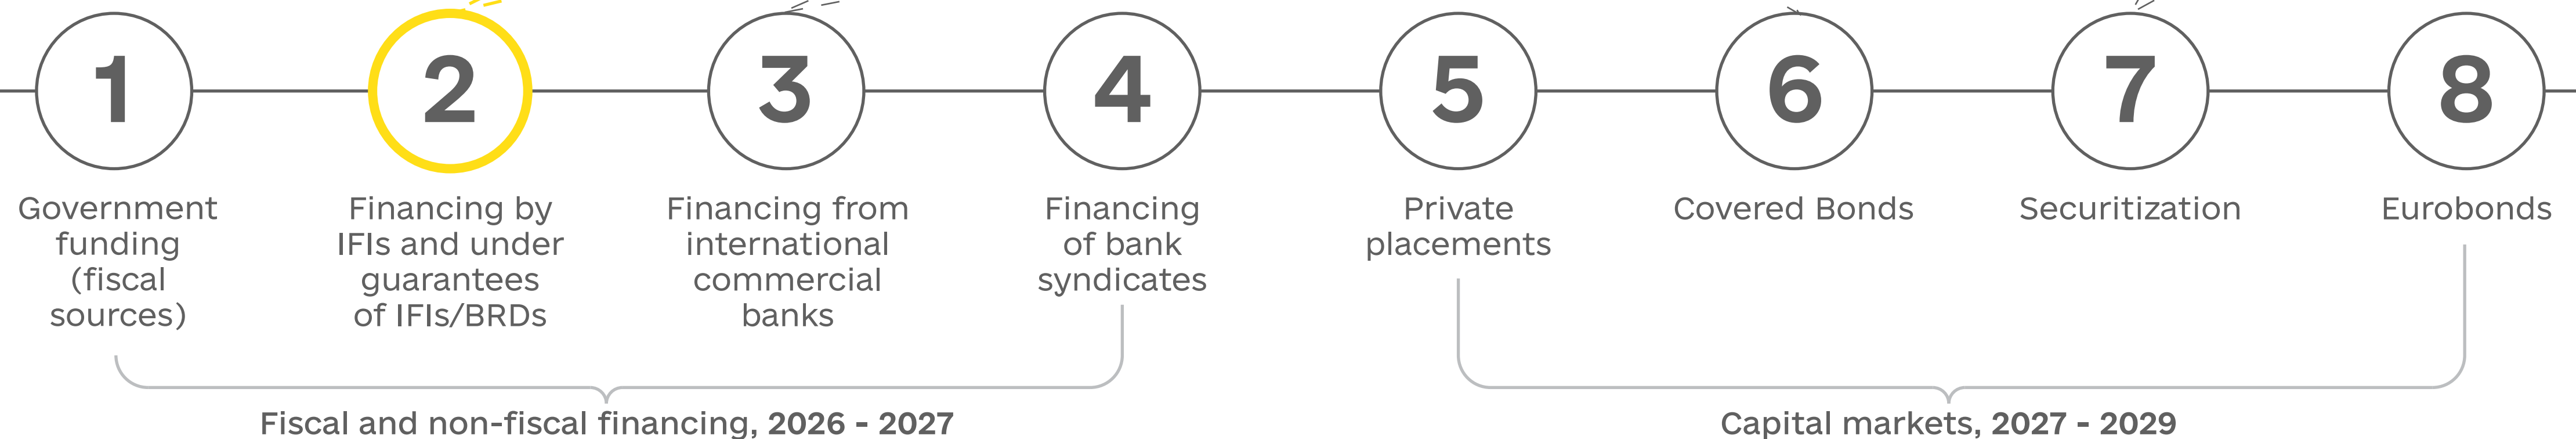 1
2
3
4
5
6
7
8
Government
funding
(fiscal
sources)
Financing by
IFIs and under
guarantees
of IFIs/BRDs
Financing from
international
commercial
banks
Financing
of bank
syndicates
Private
placements
Covered Bonds
Securitization
Eurobonds
Fiscal and non-fiscal financing, 2026 - 2027
Capital markets, 2027 - 2029